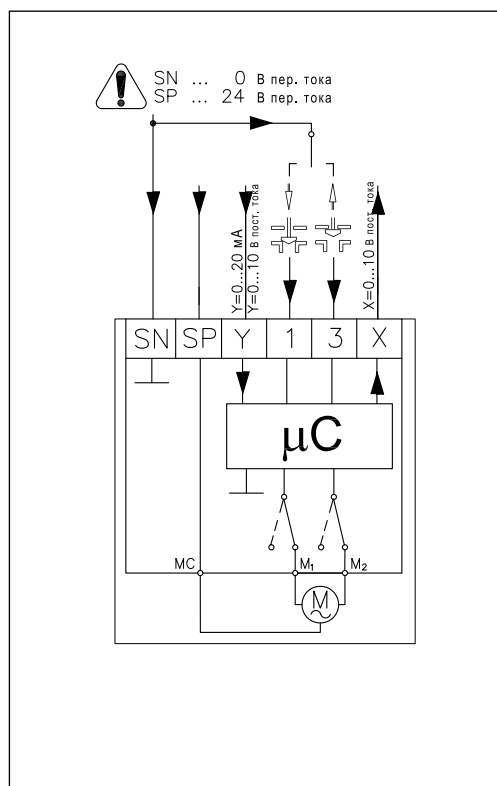 SN ... 0 В пер. тока
SP ... 24 В пер. тока
Y=0...20 мА
Y=0...10 В пост. тока
X=0...10 В пост. тока
SN SP Y 1 3 X
μC
MC M₁ M₂
M